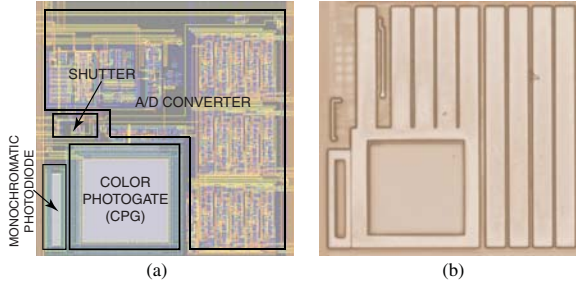 SHUTTER
A/D CONVERTER
MONOCHROMATIC
PHOTODIODE
COLOR
PHOTOGATE
(CPG)
(a)
(b)